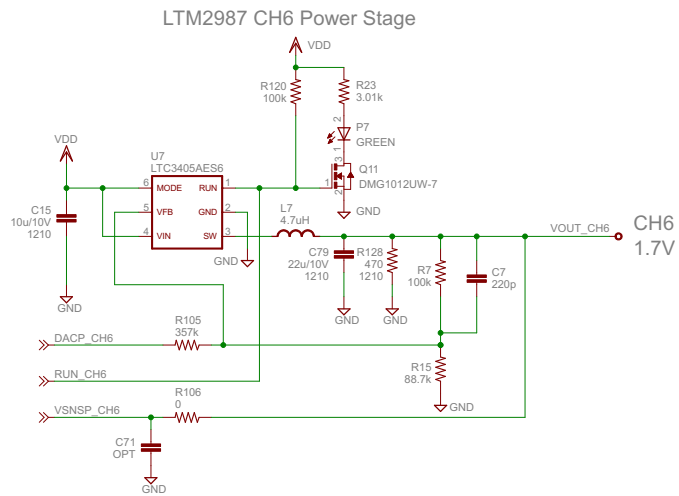 LTM2987 CH6 Power Stage
VDD
R120
100k
R23
3.01k
2
P7
GREEN
1
3
Q11
DMG1012UW-7
1
2
GND
VDD
U7
LTC3405AES6
6
MODE
RUN
1
5
VFB
GND
2
4
VIN
SW
3
C15
10u/10V
1210
GND
GND
L7
4.7uH
VOUT_CH6
CH6
1.7V
C79
22u/10V
1210
GND
R128
470
1210
GND
R7
100k
C7
220p
DACP_CH6
R105
357k
R15
88.7k
GND
RUN_CH6
VSNSP_CH6
R106
0
C71
OPT
GND